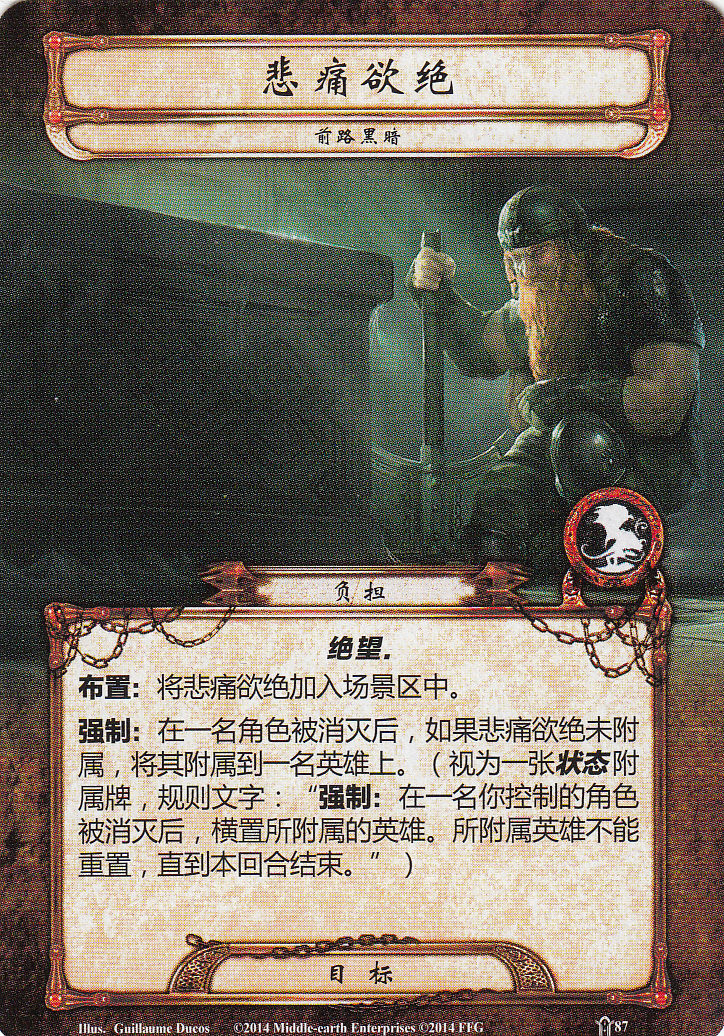 悲痛欲绝
前路黑暗
负担
绝望.
布置：将悲痛欲绝加入场景区中。
强制：在一名角色被消灭后，如果悲痛欲绝未附
属，将其附属到一名英雄上。（视为一张状态附
属牌，规则文字：“强制：在一名你控制的角色
被消灭后，横置所附属的英雄。所附属英雄不能
重置，直到本回合结束。”）
目标
Illus. Guillaume Ducos ©2014 Middle-earth Enterprises ©2014 FFG 87